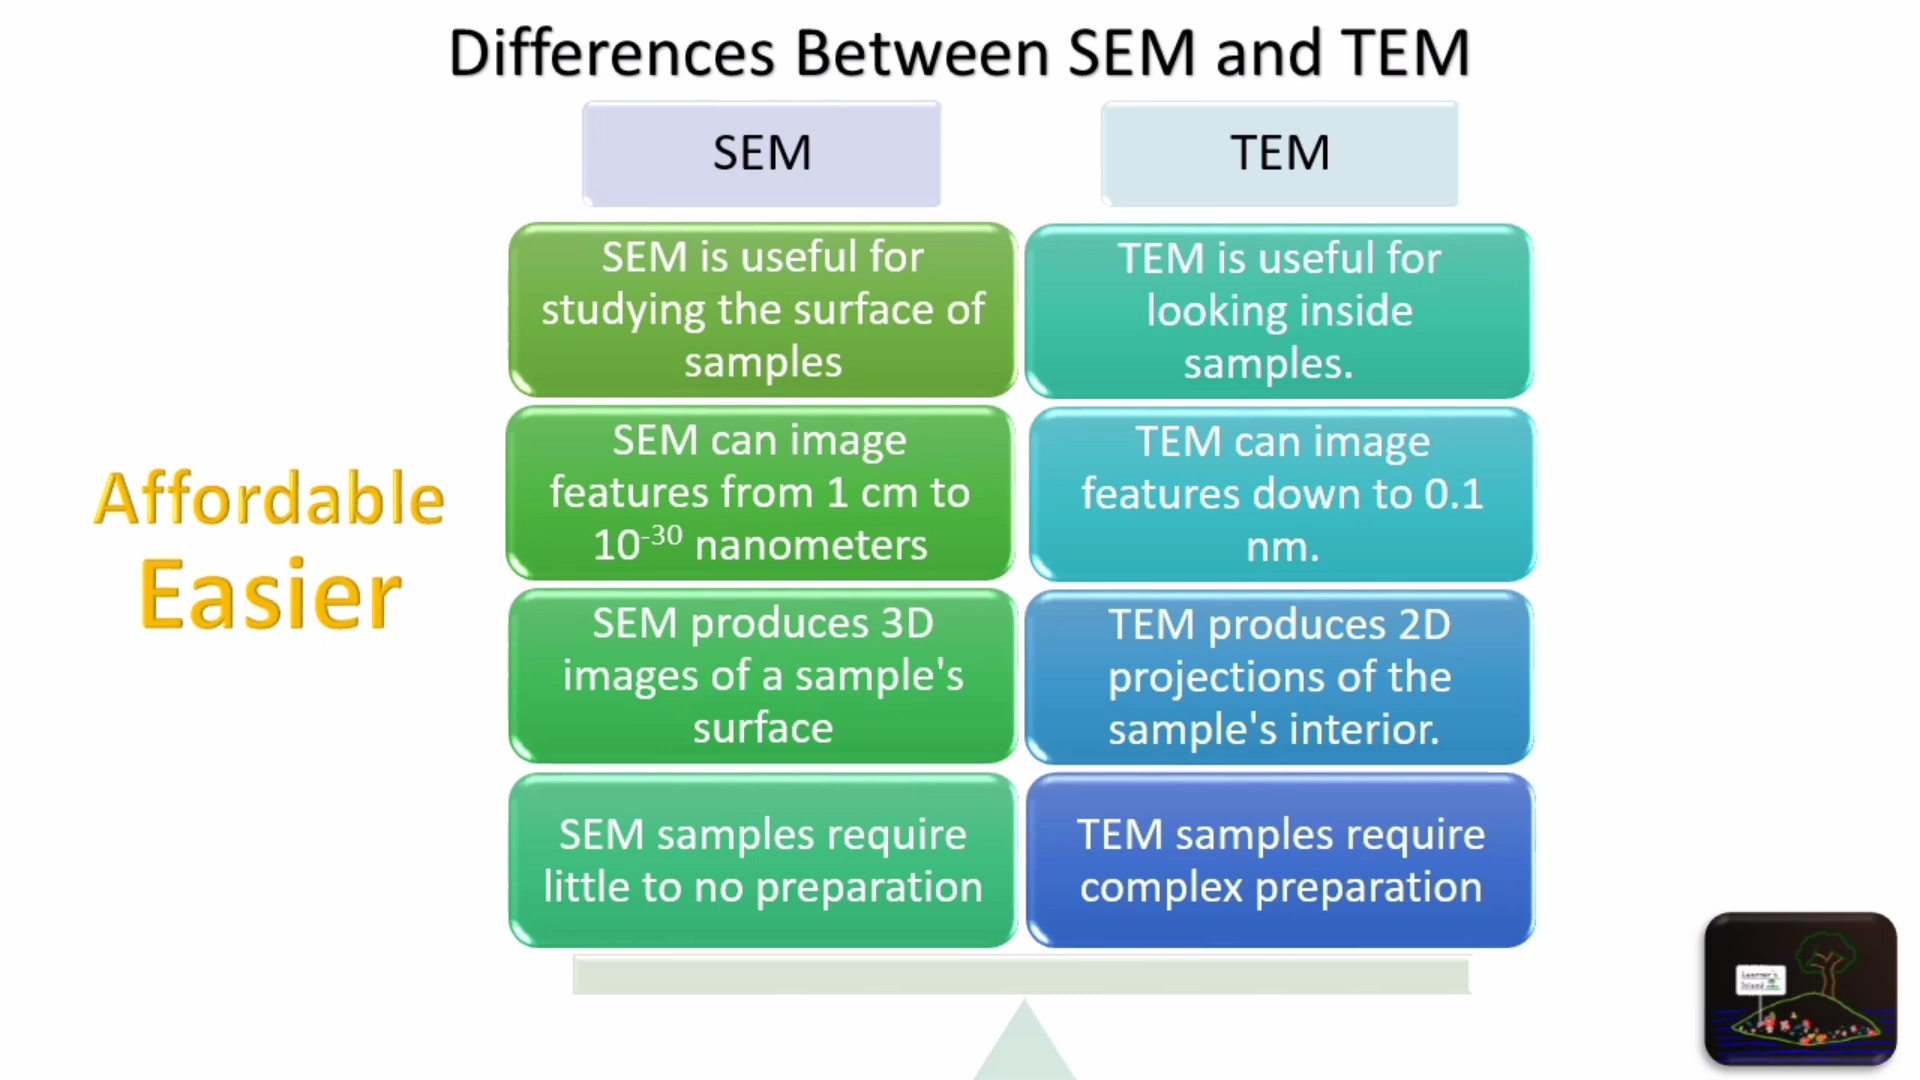 Differences Between SEM and TEM
SEM
TEM
SEM is useful for
studying the surface of
samples
TEM is useful for
looking inside
samples.
SEM can image
features from 1 cm to
10⁻³⁰ nanometers
TEM can image
features down to 0.1
nm.
Affordable
Easier
SEM produces 3D
images of a sample's
surface
TEM produces 2D
projections of the
sample's interior.
SEM samples require
little to no preparation
TEM samples require
complex preparation
Learner's
Island